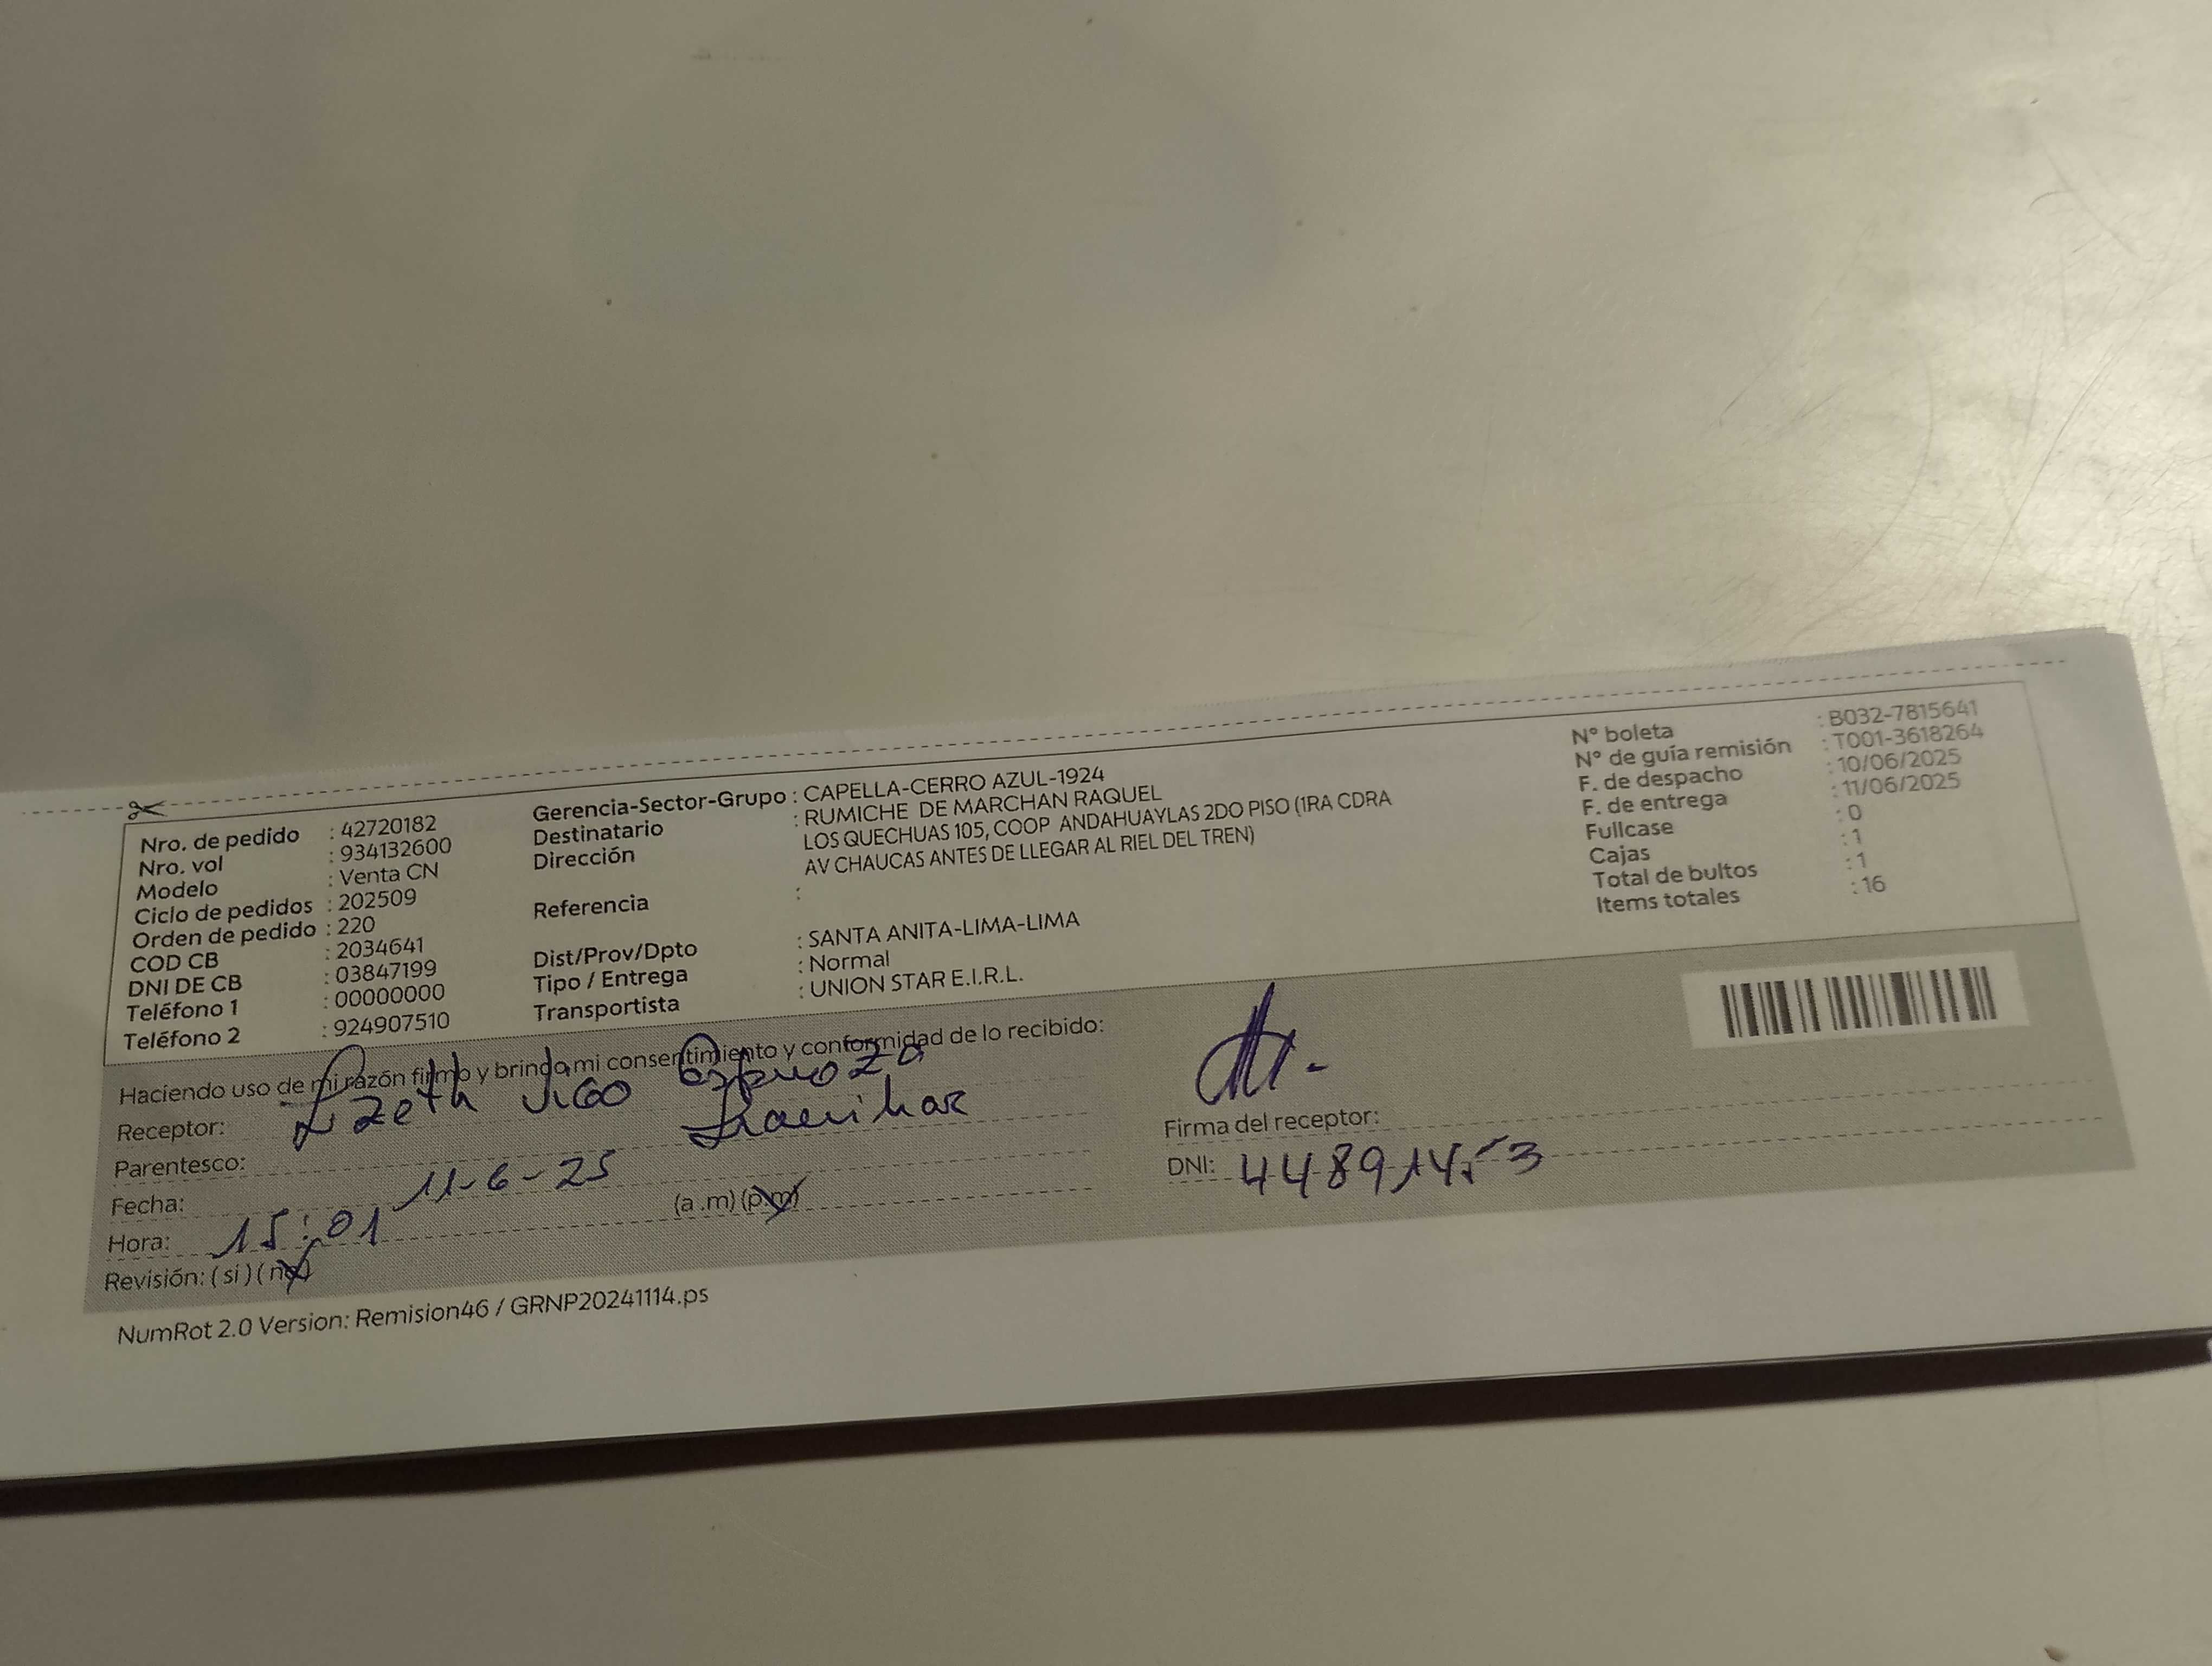 Nro. de pedido : 42720182
Nro. vol : 934132600
Modelo : Venta CN
Ciclo de pedidos : 202509
Orden de pedido : 220
COD CB : 2034641
DNI DE CB : 03847199
Teléfono 1 : 00000000
Teléfono 2 : 924907510
Gerencia-Sector-Grupo : CAPELLA-CERRO AZUL-1924
Destinatario : RUMICHE DE MARCHAN RAQUEL
Dirección LOS QUECHUAS 105, COOP ANDAHUAYLAS 2DO PISO (1RA CDRA
AV CHAUCAS ANTES DE LLEGAR AL RIEL DEL TREN)
Referencia :
Dist/Prov/Dpto : SANTA ANITA-LIMA-LIMA
Tipo / Entrega : Normal
Transportista : UNION STAR E.I.R.L.
N° boleta : B032-7815641
N° de guía remisión : T001-3618264
F. de despacho : 10/06/2025
F. de entrega : 11/06/2025
Fullcase : 0
Cajas : 1
Total de bultos : 1
Items totales : 16
Haciendo uso de mi razón firmo y brindo mi consentimiento y conformidad de lo recibido:
Receptor: Lizeth Vigo Espinoza
Parentesco:
Fecha: 11-6-25
Hora: 15:01 (a.m) (p.m)
Revisión: (si) (no)
Firma del receptor:
DNI: 44891453
NumRot 2.0 Version: Remision46 / GRNP20241114.ps